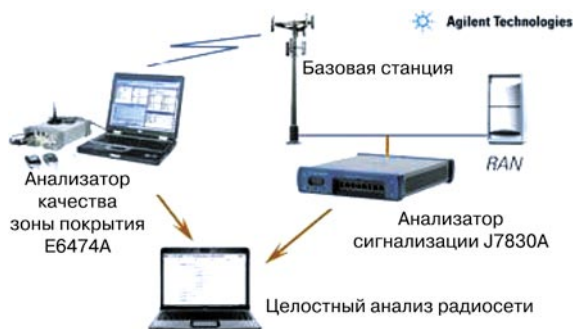 Agilent Technologies
Базовая станция
RAN
Анализатор
качества
зоны покрытия
E6474A
Анализатор
сигнализации J7830A
Целостный анализ радиосети